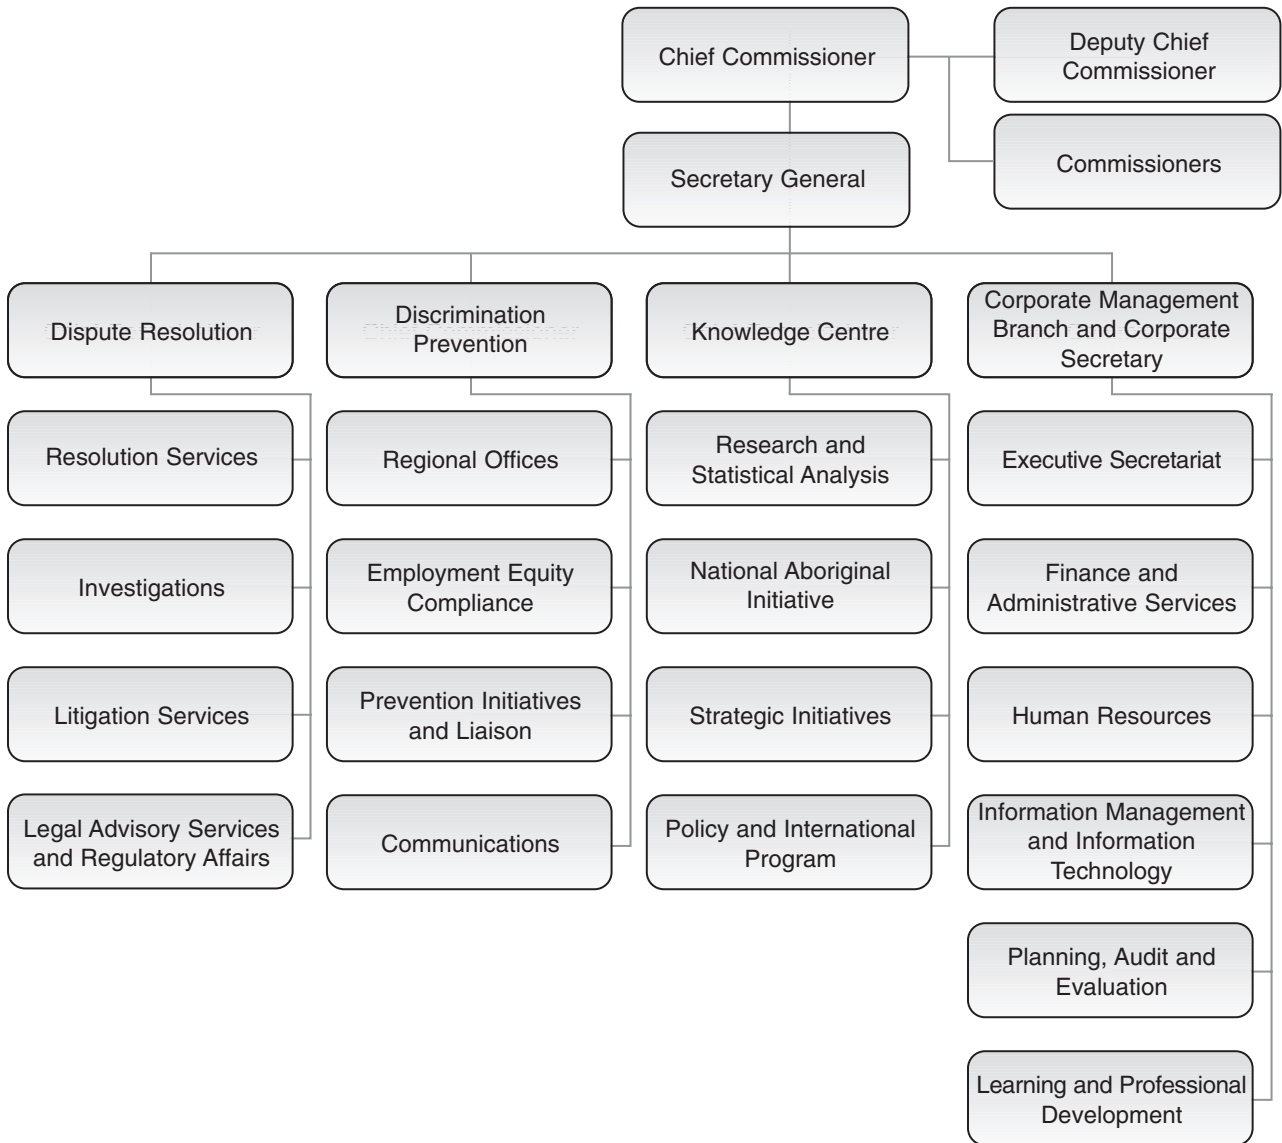 Chief Commissioner
Deputy Chief
Commissioner
Commissioners
Secretary General
Dispute Resolution
Discrimination
Prevention
Knowledge Centre
Corporate Management
Branch and Corporate
Secretary
Resolution Services
Investigations
Litigation Services
Legal Advisory Services
and Regulatory Affairs
Regional Offices
Employment Equity
Compliance
Prevention Initiatives
and Liaison
Communications
Research and
Statistical Analysis
National Aboriginal
Initiative
Strategic Initiatives
Policy and International
Program
Executive Secretariat
Finance and
Administrative Services
Human Resources
Information Management
and Information
Technology
Planning, Audit and
Evaluation
Learning and Professional
Development